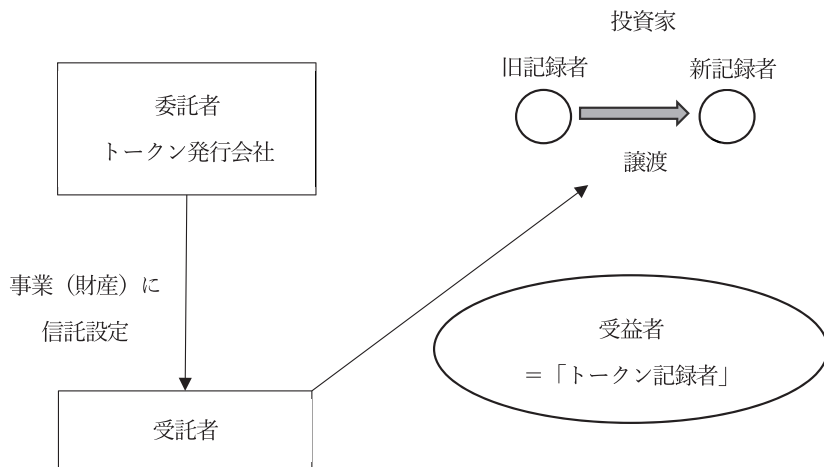 投資家
旧記録者
新記録者
譲渡
委託者
トークン発行会社
事業（財産）に
信託設定
受益者
＝「トークン記録者」
受託者